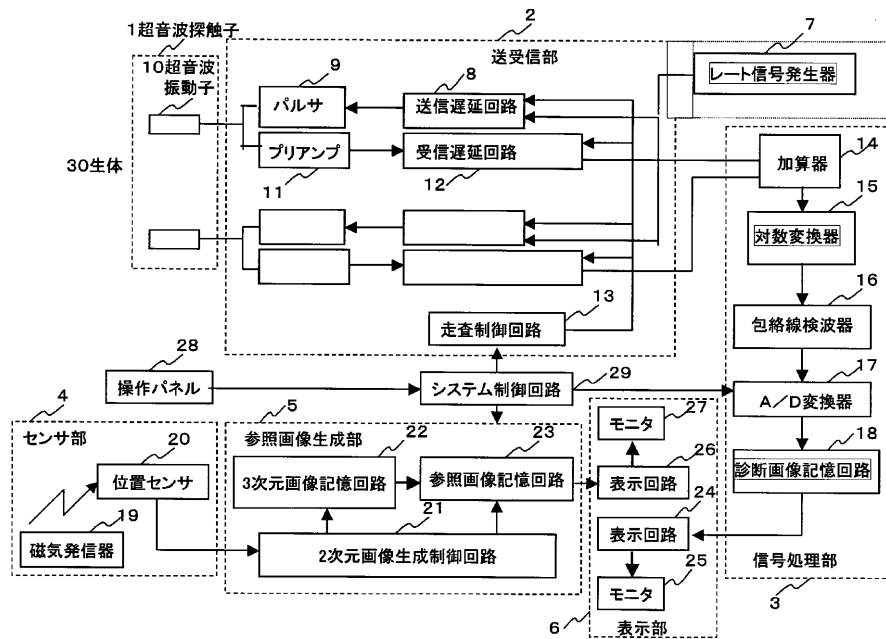 1超音波探触子
2
送受信部
7
レート信号発生器
10超音波
振動子
9
パルサ
8
送信遅延回路
30生体
プリアンプ
11
受信遅延回路
12
14
加算器
15
対数変換器
13
走査制御回路
16
包絡線検波器
28
操作パネル
システム制御回路
29
17
A/D変換器
4
センサ部
20
位置センサ
19
磁気発信器
5
参照画像生成部
22
3次元画像記憶回路
23
参照画像記憶回路
21
2次元画像生成制御回路
27
モニタ
26
表示回路
24
表示回路
25
モニタ
6
表示部
18
診断画像記憶回路
信号処理部
3